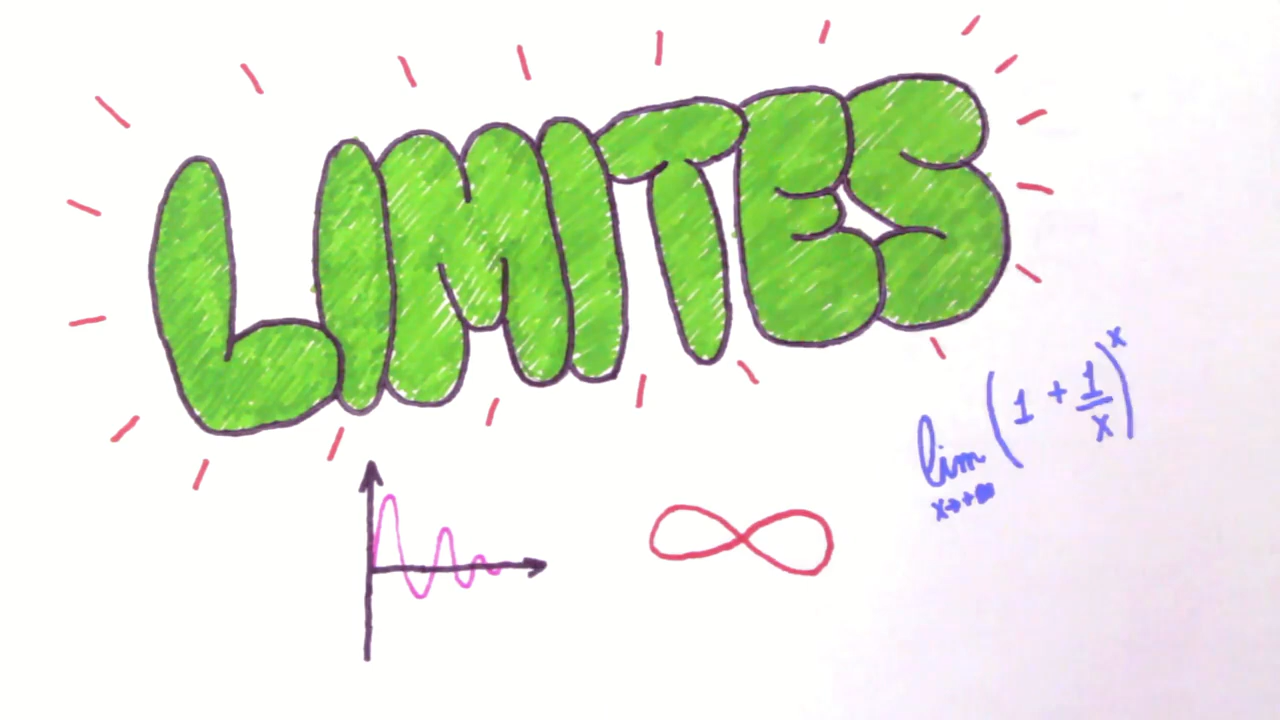 LIMITES
lim (1 + 1/x)^x
x→+∞